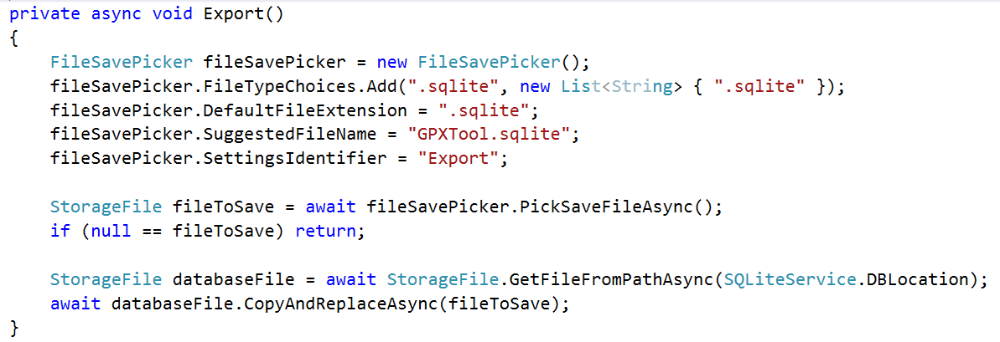 private async void Export()
{
    FileSavePicker fileSavePicker = new FileSavePicker();
    fileSavePicker.FileTypeChoices.Add(".sqlite", new List<String> { ".sqlite" });
    fileSavePicker.DefaultFileExtension = ".sqlite";
    fileSavePicker.SuggestedFileName = "GPXTool.sqlite";
    fileSavePicker.SettingsIdentifier = "Export";

    StorageFile fileToSave = await fileSavePicker.PickSaveFileAsync();
    if (null == fileToSave) return;

    StorageFile databaseFile = await StorageFile.GetFileFromPathAsync(SQLiteService.DBLocation);
    await databaseFile.CopyAndReplaceAsync(fileToSave);
}